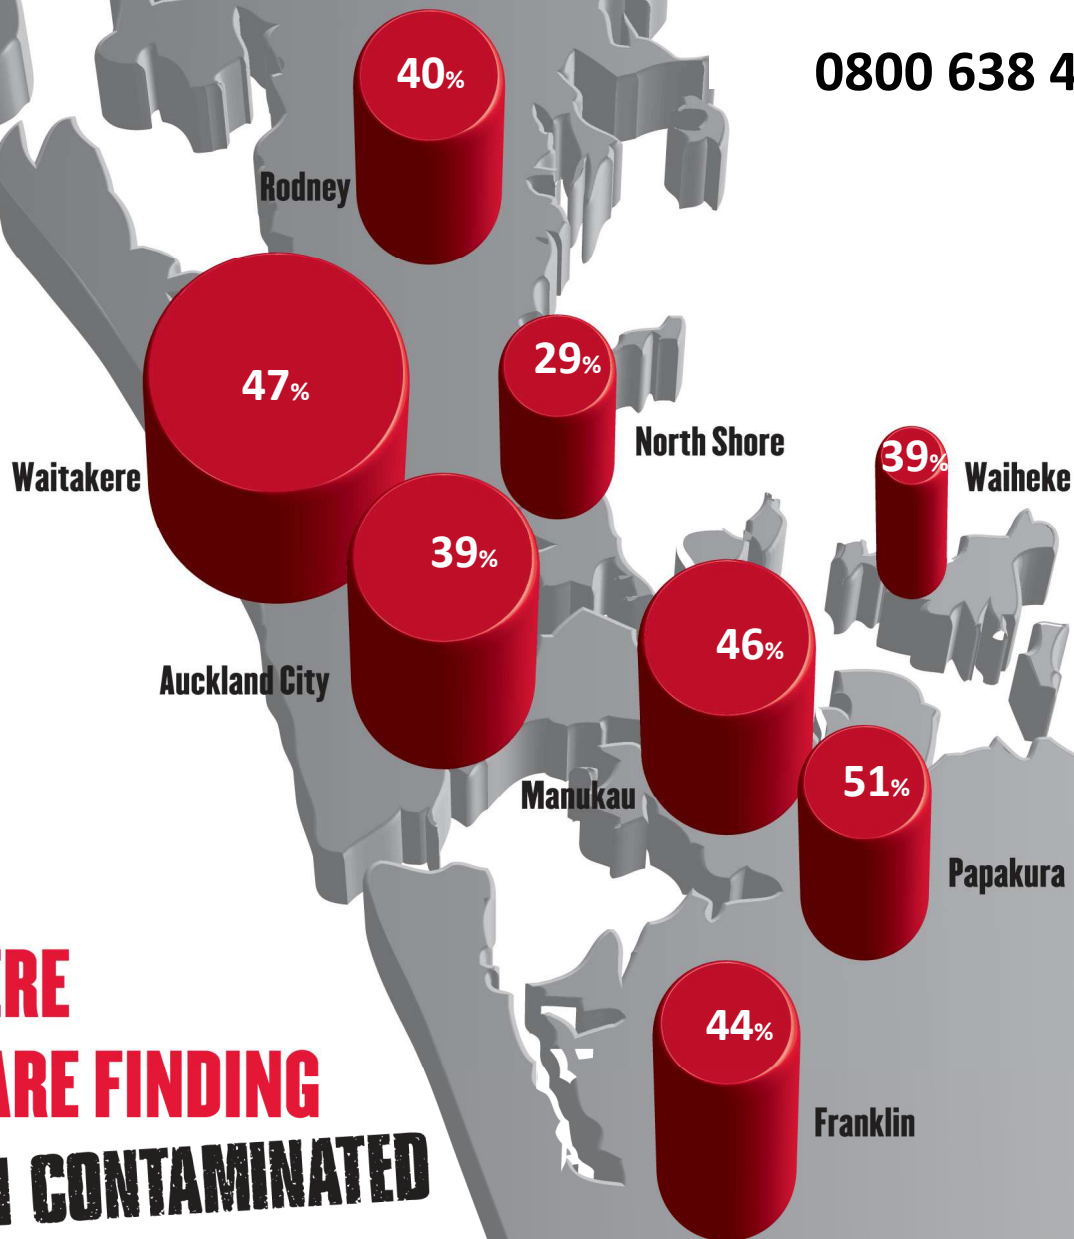 40%
0800 638 4
Rodney
29%
47%
North Shore
39%
Waiheke
Waitakere
39%
46%
Auckland City
51%
Manukau
Papakura
ERE
ARE FINDING
44%
CONTAMINATED
Franklin